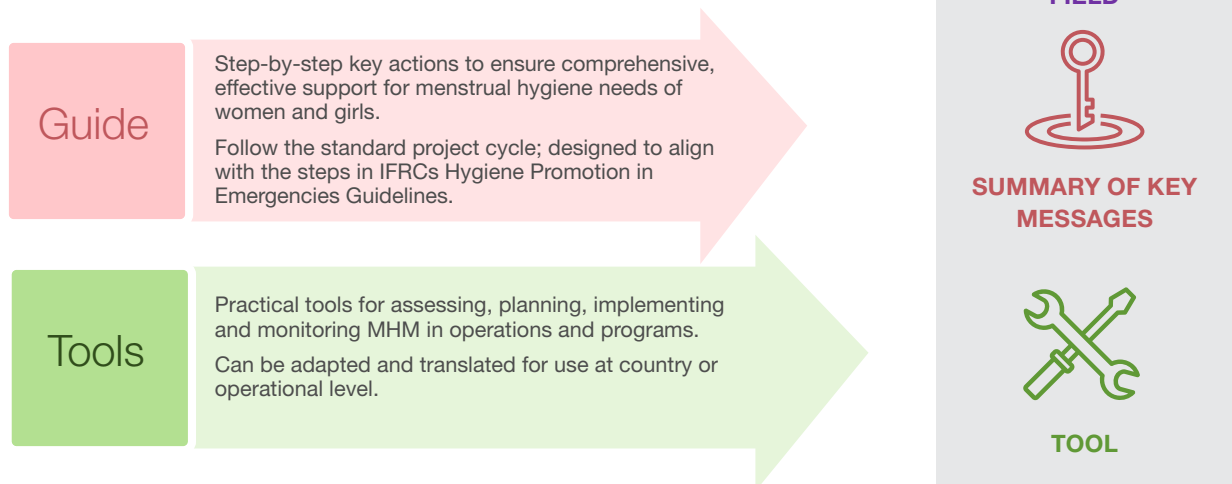 Guide
Step-by-step key actions to ensure comprehensive,
effective support for menstrual hygiene needs of
women and girls.
Follow the standard project cycle; designed to align
with the steps in IFRCs Hygiene Promotion in
Emergencies Guidelines.
Tools
Practical tools for assessing, planning, implementing
and monitoring MHM in operations and programs.
Can be adapted and translated for use at country or
operational level.
FIELD
SUMMARY OF KEY
MESSAGES
TOOL